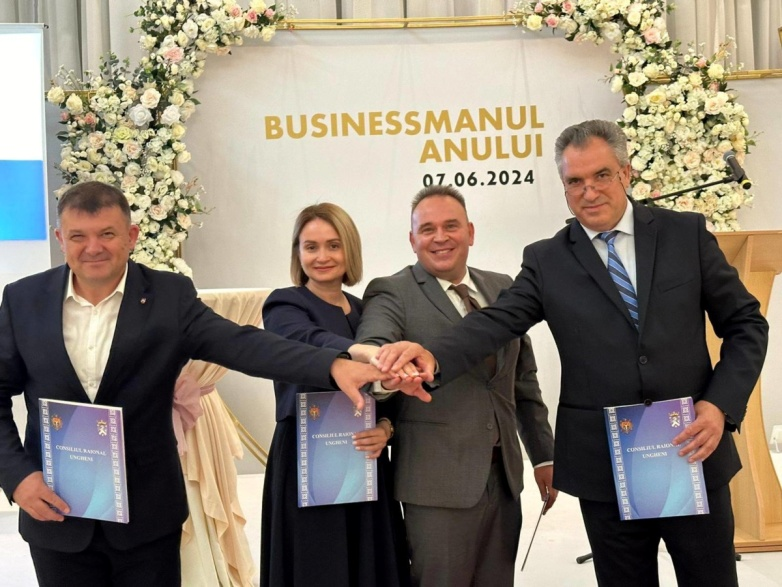 BUSINESSMANUL
ANULUI
07.06.2024
CONSILIUL RAIONAL
UNGHENI
CONSILIUL RAIONAL
UNGHENI
CONSILIUL RAIONAL
UNGHENI